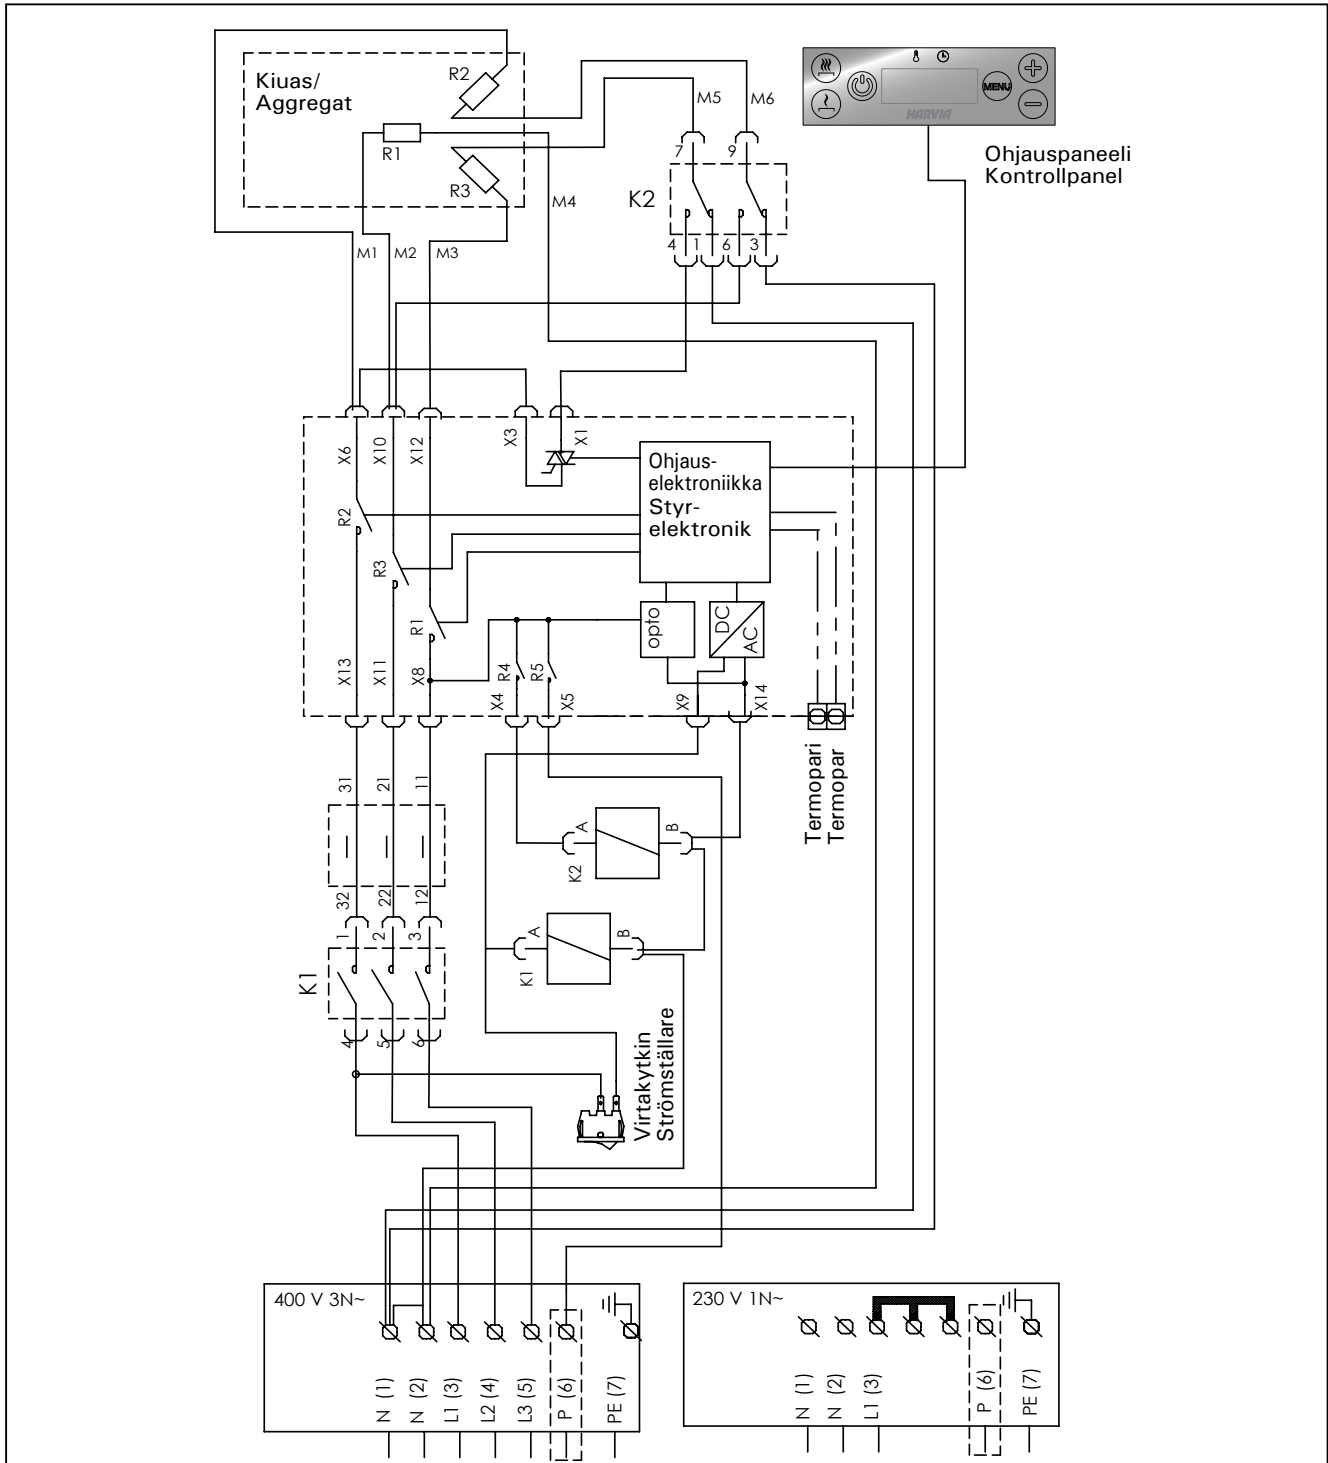 Kiuas/
Aggregat
R2
R1
R3
M5
M6
M4
M1
M2
M3
7
9
K2
4
1
6
3
MENU
HARVIA
Ohjauspaneeli
Kontrollpanel
X6
X10
X12
X3
X1
Ohjaus-
elektroniikka
Styr-
elektronik
R2
R3
R1
opto
DC
AC
X13
X11
X8
R4
R5
X4
X5
X9
X14
Termopari
Termopar
31
21
11
32
22
12
A
B
K2
A
B
K1
1
2
3
K1
4
5
6
Virtakytkin
Strömställare
400 V 3N~
N (1)
N (2)
L1 (3)
L2 (4)
L3 (5)
P (6)
PE (7)
230 V 1N~
N (1)
N (2)
L1 (3)
P (6)
PE (7)